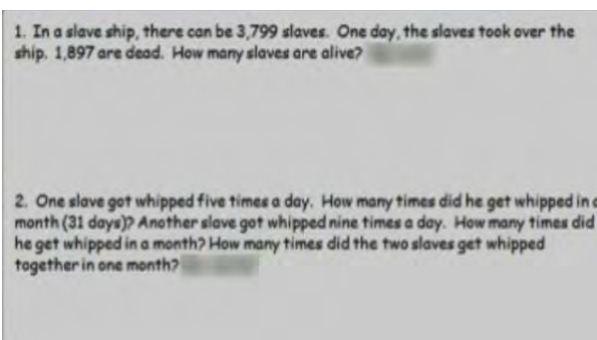 1. In a slave ship, there can be 3,799 slaves. One day, the slaves took over the
ship. 1,897 are dead. How many slaves are alive?
2. One slave got whipped five times a day. How many times did he get whipped in a
month (31 days)? Another slave got whipped nine times a day. How many times did
he get whipped in a month? How many times did the two slaves get whipped
together in one month?